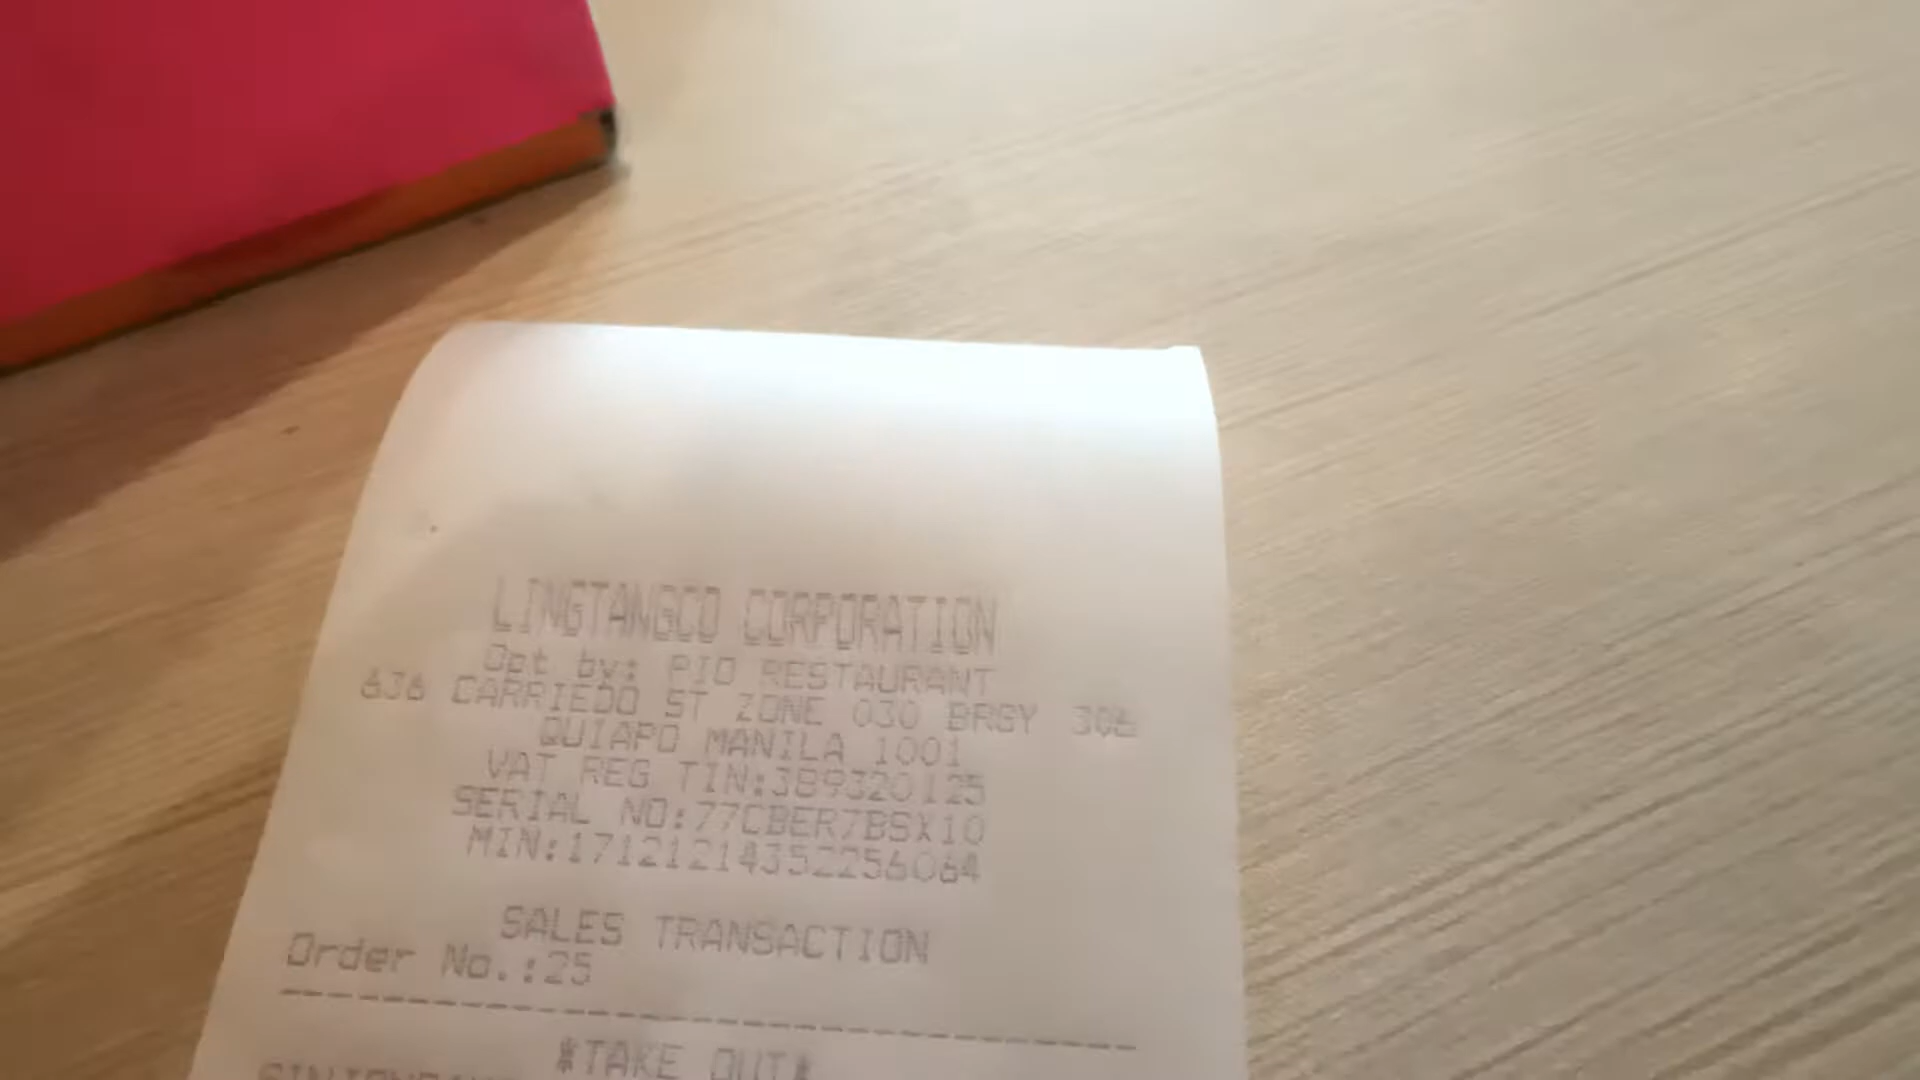 LINGTANGCO CORPORATION
Opt by: PIO RESTAURANT
636 CARRIEDO ST ZONE 030 BRGY 306
QUIAPO MANILA 1001
VAT REG TIN:389320125
SERIAL NO:77CBER7BSX10
MIN:17121214352256064
SALES TRANSACTION
Order No.:25
*TAKE OUT*